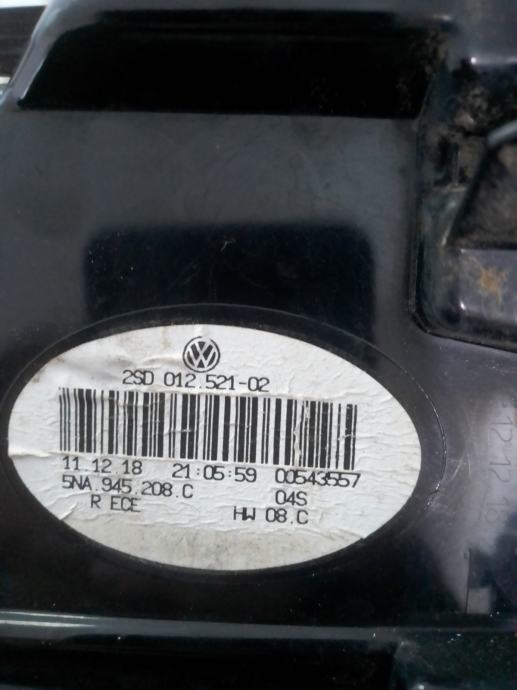 2SD 012.521-02
11.12.18 21:05:59 00543557
5NA.945.208.C 04S
R ECE HW 08.C